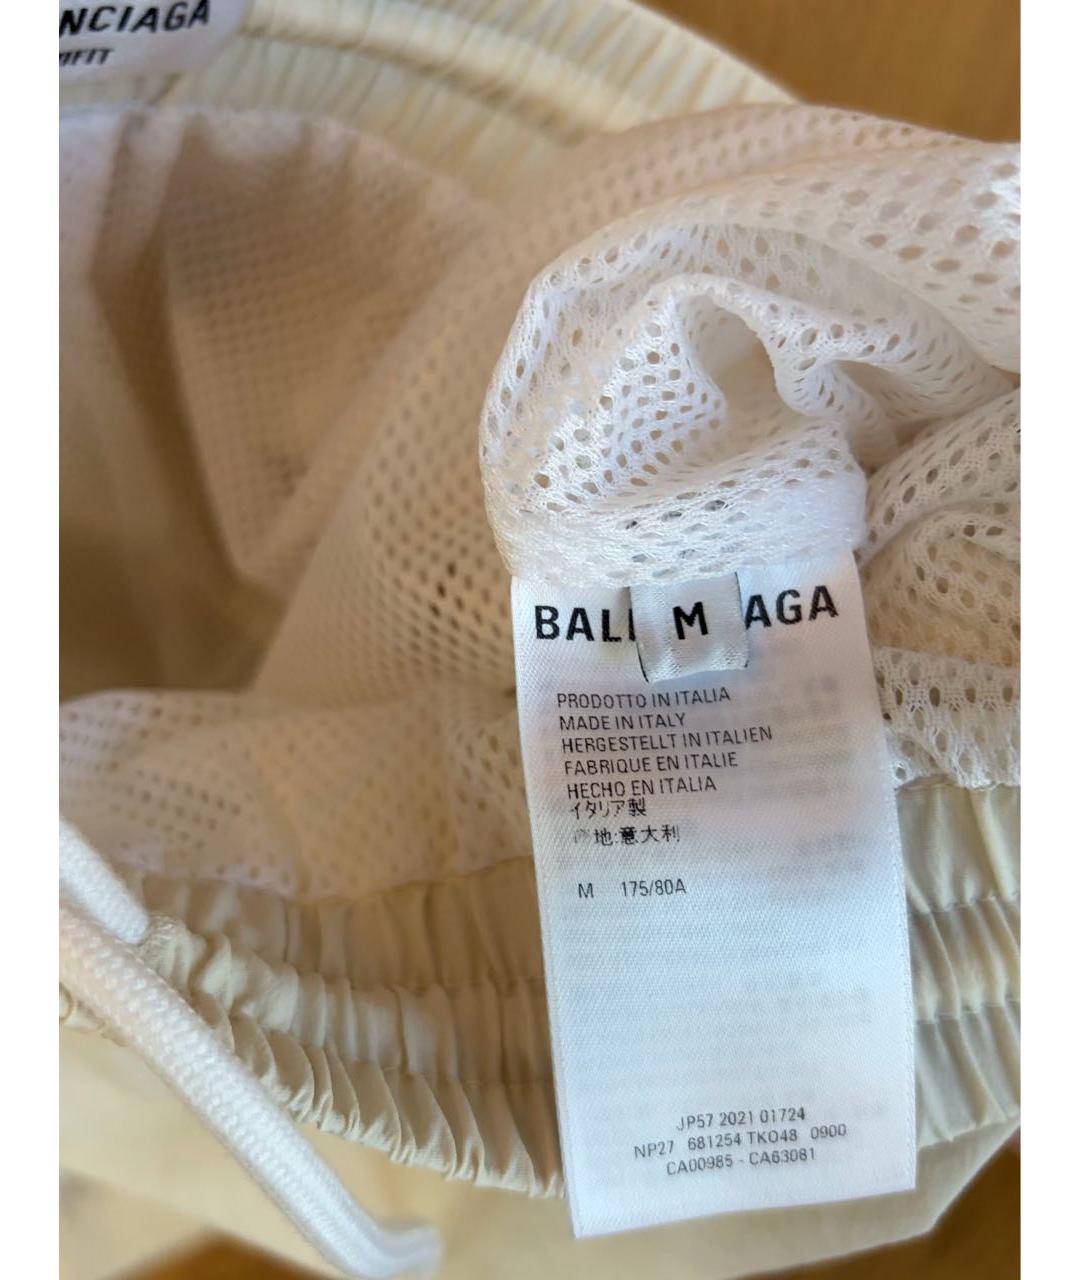 NCIAGA
FIT
BAL M AGA
PRODOTTO IN ITALIA
MADE IN ITALY
HERGESTELLT IN ITALIEN
FABRIQUE EN ITALIE
HECHO EN ITALIA
イタリア製
地:意大利
M 175/80A
JP57 2021 01724
NP27 681254 TKO48 0900
CA00985 - CA63081